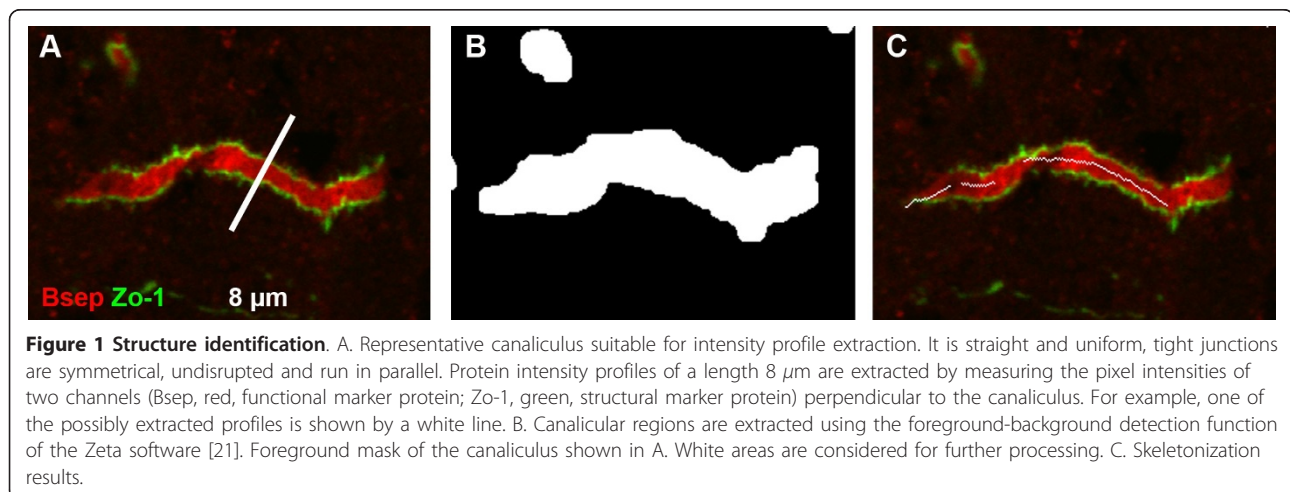 A
B
C
Bsep Zo-1 8 μm
Figure 1 Structure identification. A. Representative canaliculus suitable for intensity profile extraction. It is straight and uniform, tight junctions
are symmetrical, undisrupted and run in parallel. Protein intensity profiles of a length 8 μm are extracted by measuring the pixel intensities of
two channels (Bsep, red, functional marker protein; Zo-1, green, structural marker protein) perpendicular to the canaliculus. For example, one of
the possibly extracted profiles is shown by a white line. B. Canalicular regions are extracted using the foreground-background detection function
of the Zeta software [21]. Foreground mask of the canaliculus shown in A. White areas are considered for further processing. C. Skeletonization
results.